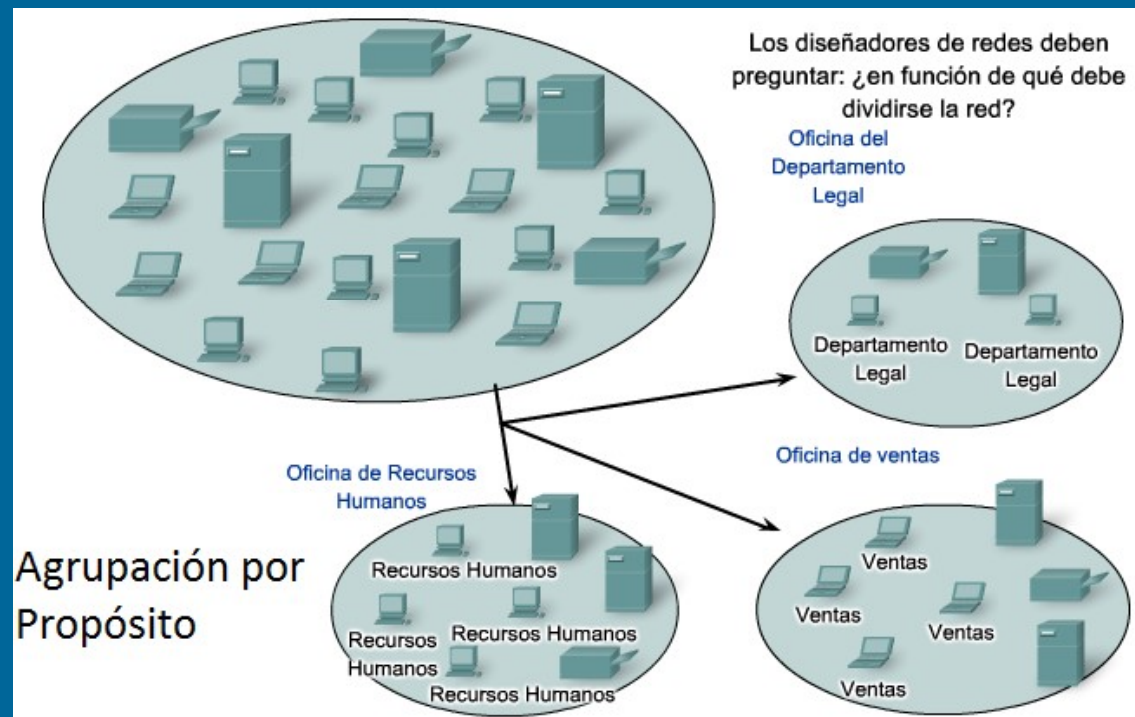 Los diseñadores de redes deben
preguntar: ¿en función de qué debe
dividirse la red?
Oficina del
Departamento
Legal
Departamento
Legal
Departamento
Legal
Oficina de Recursos
Humanos
Oficina de ventas
Agrupación por
Propósito
Recursos Humanos
Recursos
Humanos
Recursos Humanos
Recursos Humanos
Ventas
Ventas
Ventas
Ventas